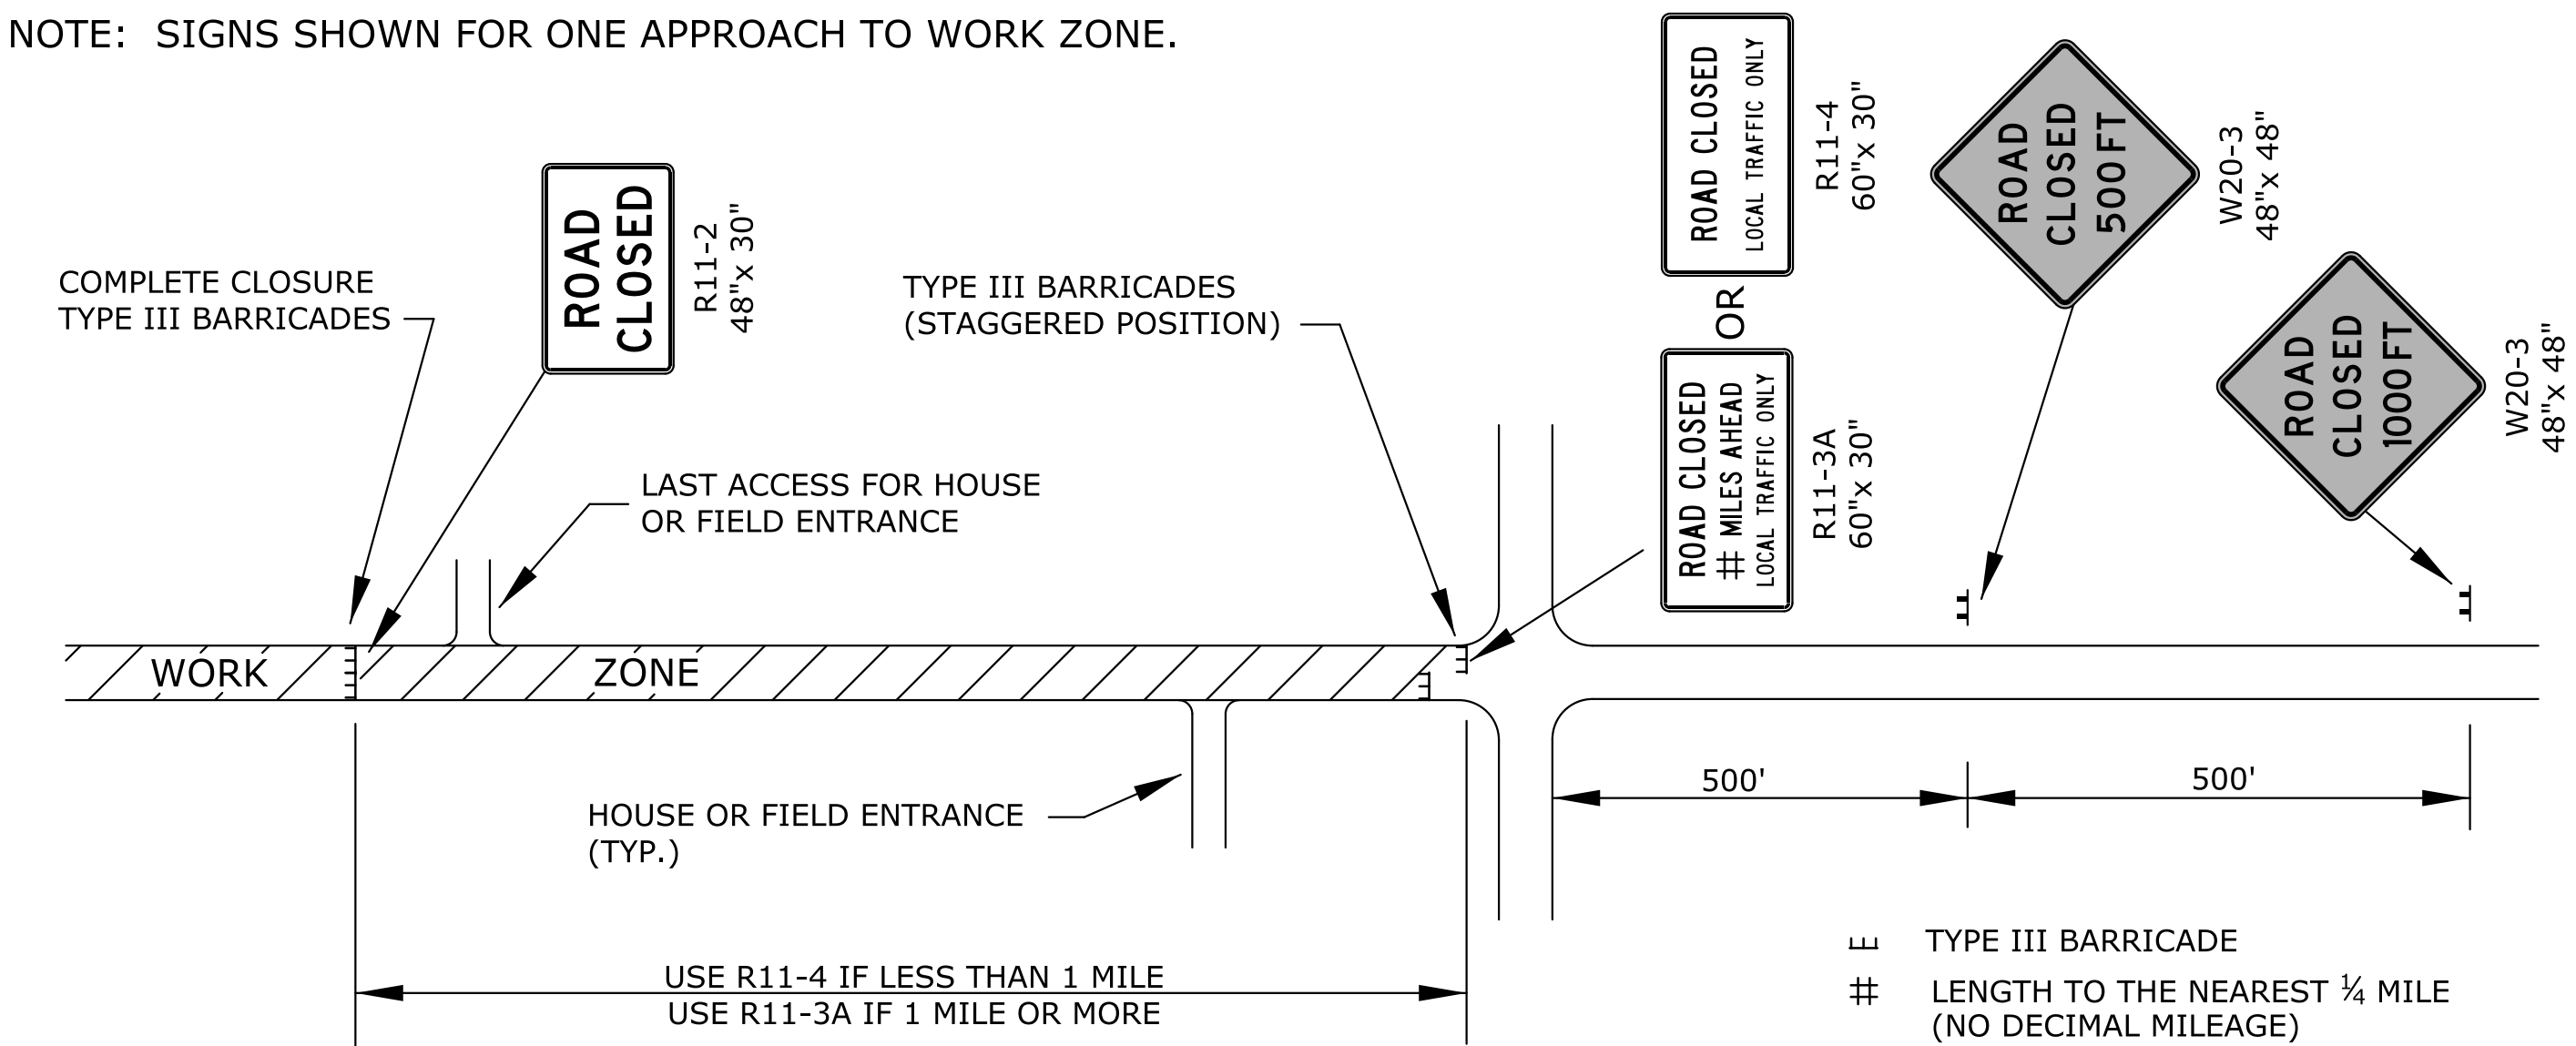 NOTE: SIGNS SHOWN FOR ONE APPROACH TO WORK ZONE.
COMPLETE CLOSURE
TYPE III BARRICADES
ROAD
CLOSED
R11-2
48"x 30"
TYPE III BARRICADES
(STAGGERED POSITION)
ROAD CLOSED
LOCAL TRAFFIC ONLY
R11-4
60"x 30"
OR
ROAD CLOSED
# MILES AHEAD
LOCAL TRAFFIC ONLY
R11-3A
60"x 30"
ROAD
CLOSED
500 FT
W20-3
48"x 48"
ROAD
CLOSED
1000 FT
W20-3
48"x 48"
LAST ACCESS FOR HOUSE
OR FIELD ENTRANCE
WORK ZONE
HOUSE OR FIELD ENTRANCE
(TYP.)
500'
500'
USE R11-4 IF LESS THAN 1 MILE
USE R11-3A IF 1 MILE OR MORE
TYPE III BARRICADE
# LENGTH TO THE NEAREST ¼ MILE
(NO DECIMAL MILEAGE)